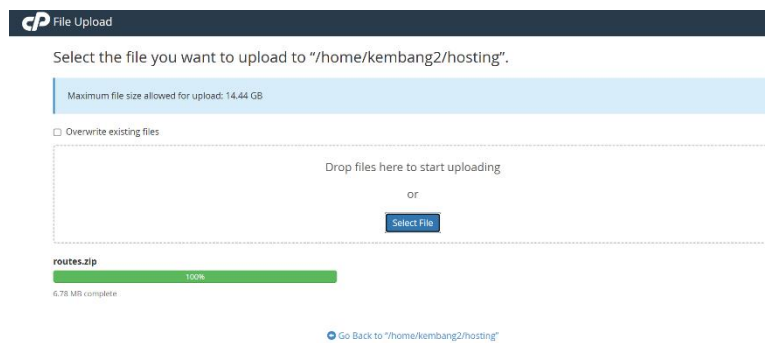 cP File Upload
Select the file you want to upload to “/home/kembang2/hosting”.
Maximum file size allowed for upload: 14.44 GB
Overwrite existing files
Drop files here to start uploading
or
Select File
routes.zip
100%
6.78 MB complete
Go Back to “/home/kembang2/hosting”